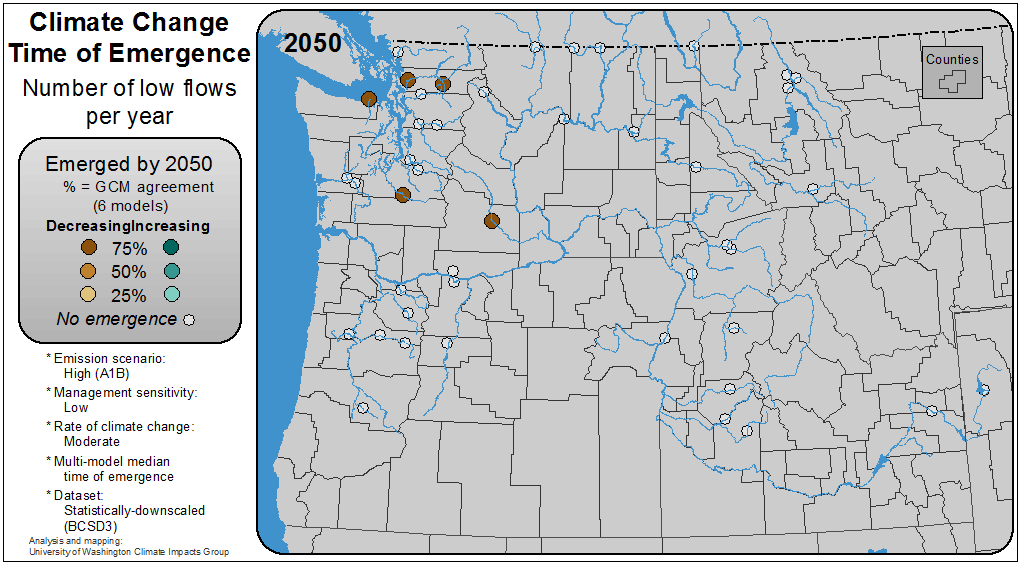 Climate Change
Time of Emergence
Number of low flows
per year
Emerged by 2050
% = GCM agreement
(6 models)
DecreasingIncreasing
75%
50%
25%
No emergence
* Emission scenario:
High (A1B)
* Management sensitivity:
Low
* Rate of climate change:
Moderate
* Multi-model median
time of emergence
* Dataset:
Statistically-downscaled
(BCSD3)
Analysis and mapping:
University of Washington Climate Impacts Group
2050
Counties